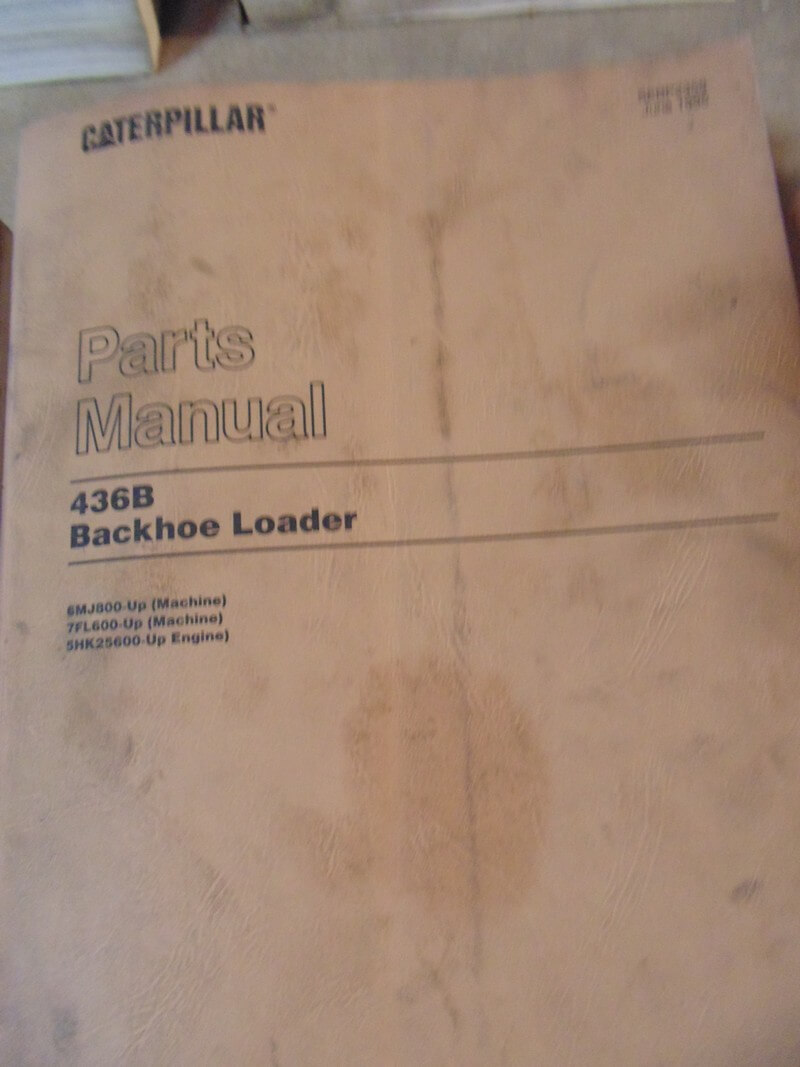 CATERPILLAR
Parts
Manual
436B
Backhoe Loader
6MJ800-Up (Machine)
7FL600-Up (Machine)
5HK25600-Up Engine)